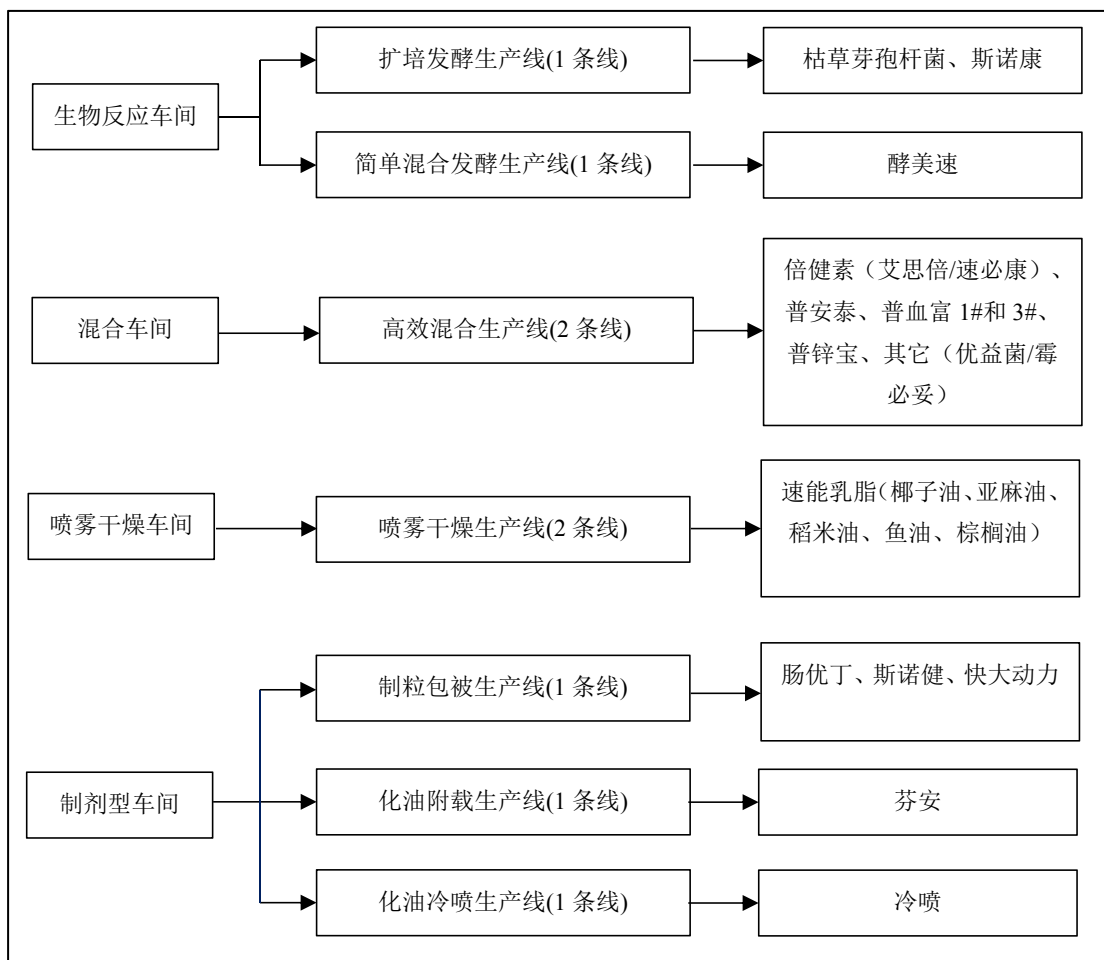 扩培发酵生产线(1 条线)
枯草芽孢杆菌、斯诺康
生物反应车间
简单混合发酵生产线(1 条线)
酵美速
倍健素（艾思倍/速必康）、
普安泰、普血富 1#和 3#、
普锌宝、其它（优益菌/霉
必妥）
混合车间
高效混合生产线(2 条线)
速能乳脂（椰子油、亚麻油、
稻米油、鱼油、棕榈油）
喷雾干燥车间
喷雾干燥生产线(2 条线)
制粒包被生产线(1 条线)
肠优丁、斯诺健、快大动力
制剂型车间
化油附载生产线(1 条线)
芬安
化油冷喷生产线(1 条线)
冷喷